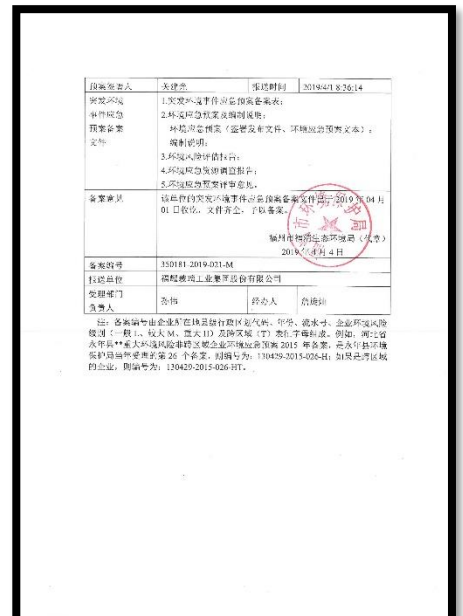 预案签署人 关建亮 报送时间 2019/4/1 8:36:14
突发环境
事件应急
预案备案
文件
1.突发环境事件应急预案备案表;
2.环境应急预案及编制说明:
环境应急预案(签署发布文件、环境应急预案文本);
编制说明;
3.环境风险评估报告;
4.环境应急资源调查报告;
5.环境应急预案评审意见。
备案意见
该单位的突发环境事件应急预案备案文件已于2019年04月
01日收讫,文件齐全,予以备案。
福州市福清生态环境局(代章)
2019年4月4日
备案编号 350181-2019-021-M
报送单位 福耀玻璃工业集团股份有限公司
受理部门
负责人
孙伟 经办人
注:备案编号由企业所在地县级行政区划代码、年份、流水号、企业环境风险
级别(一般L、较大M、重大H)及跨区域(T)表征字母组成。例如,河北省
永年县**重大环境风险非跨区域企业环境应急预案2015年备案,是永年县环境
保护局当年受理的第26个备案,则编号为:130429-2015-026-H;如果是跨区域
的企业,则编号为:130429-2015-026-HT。